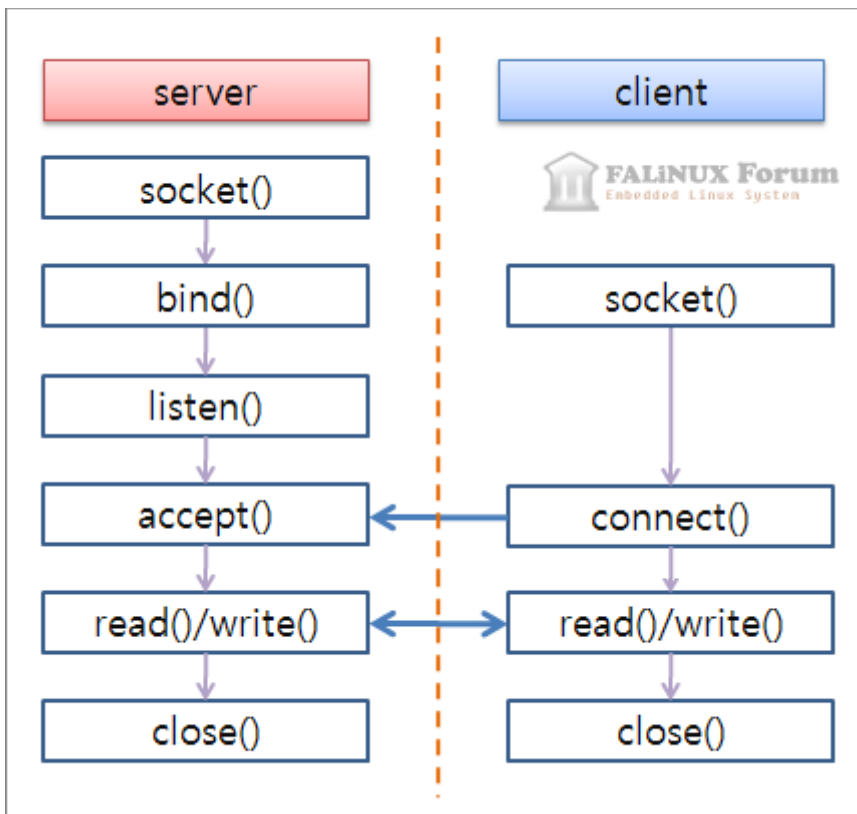 server
client
FALiNUX Forum
Embedded Linux System
socket()
bind()
socket()
listen()
accept()
connect()
read()/write()
read()/write()
close()
close()